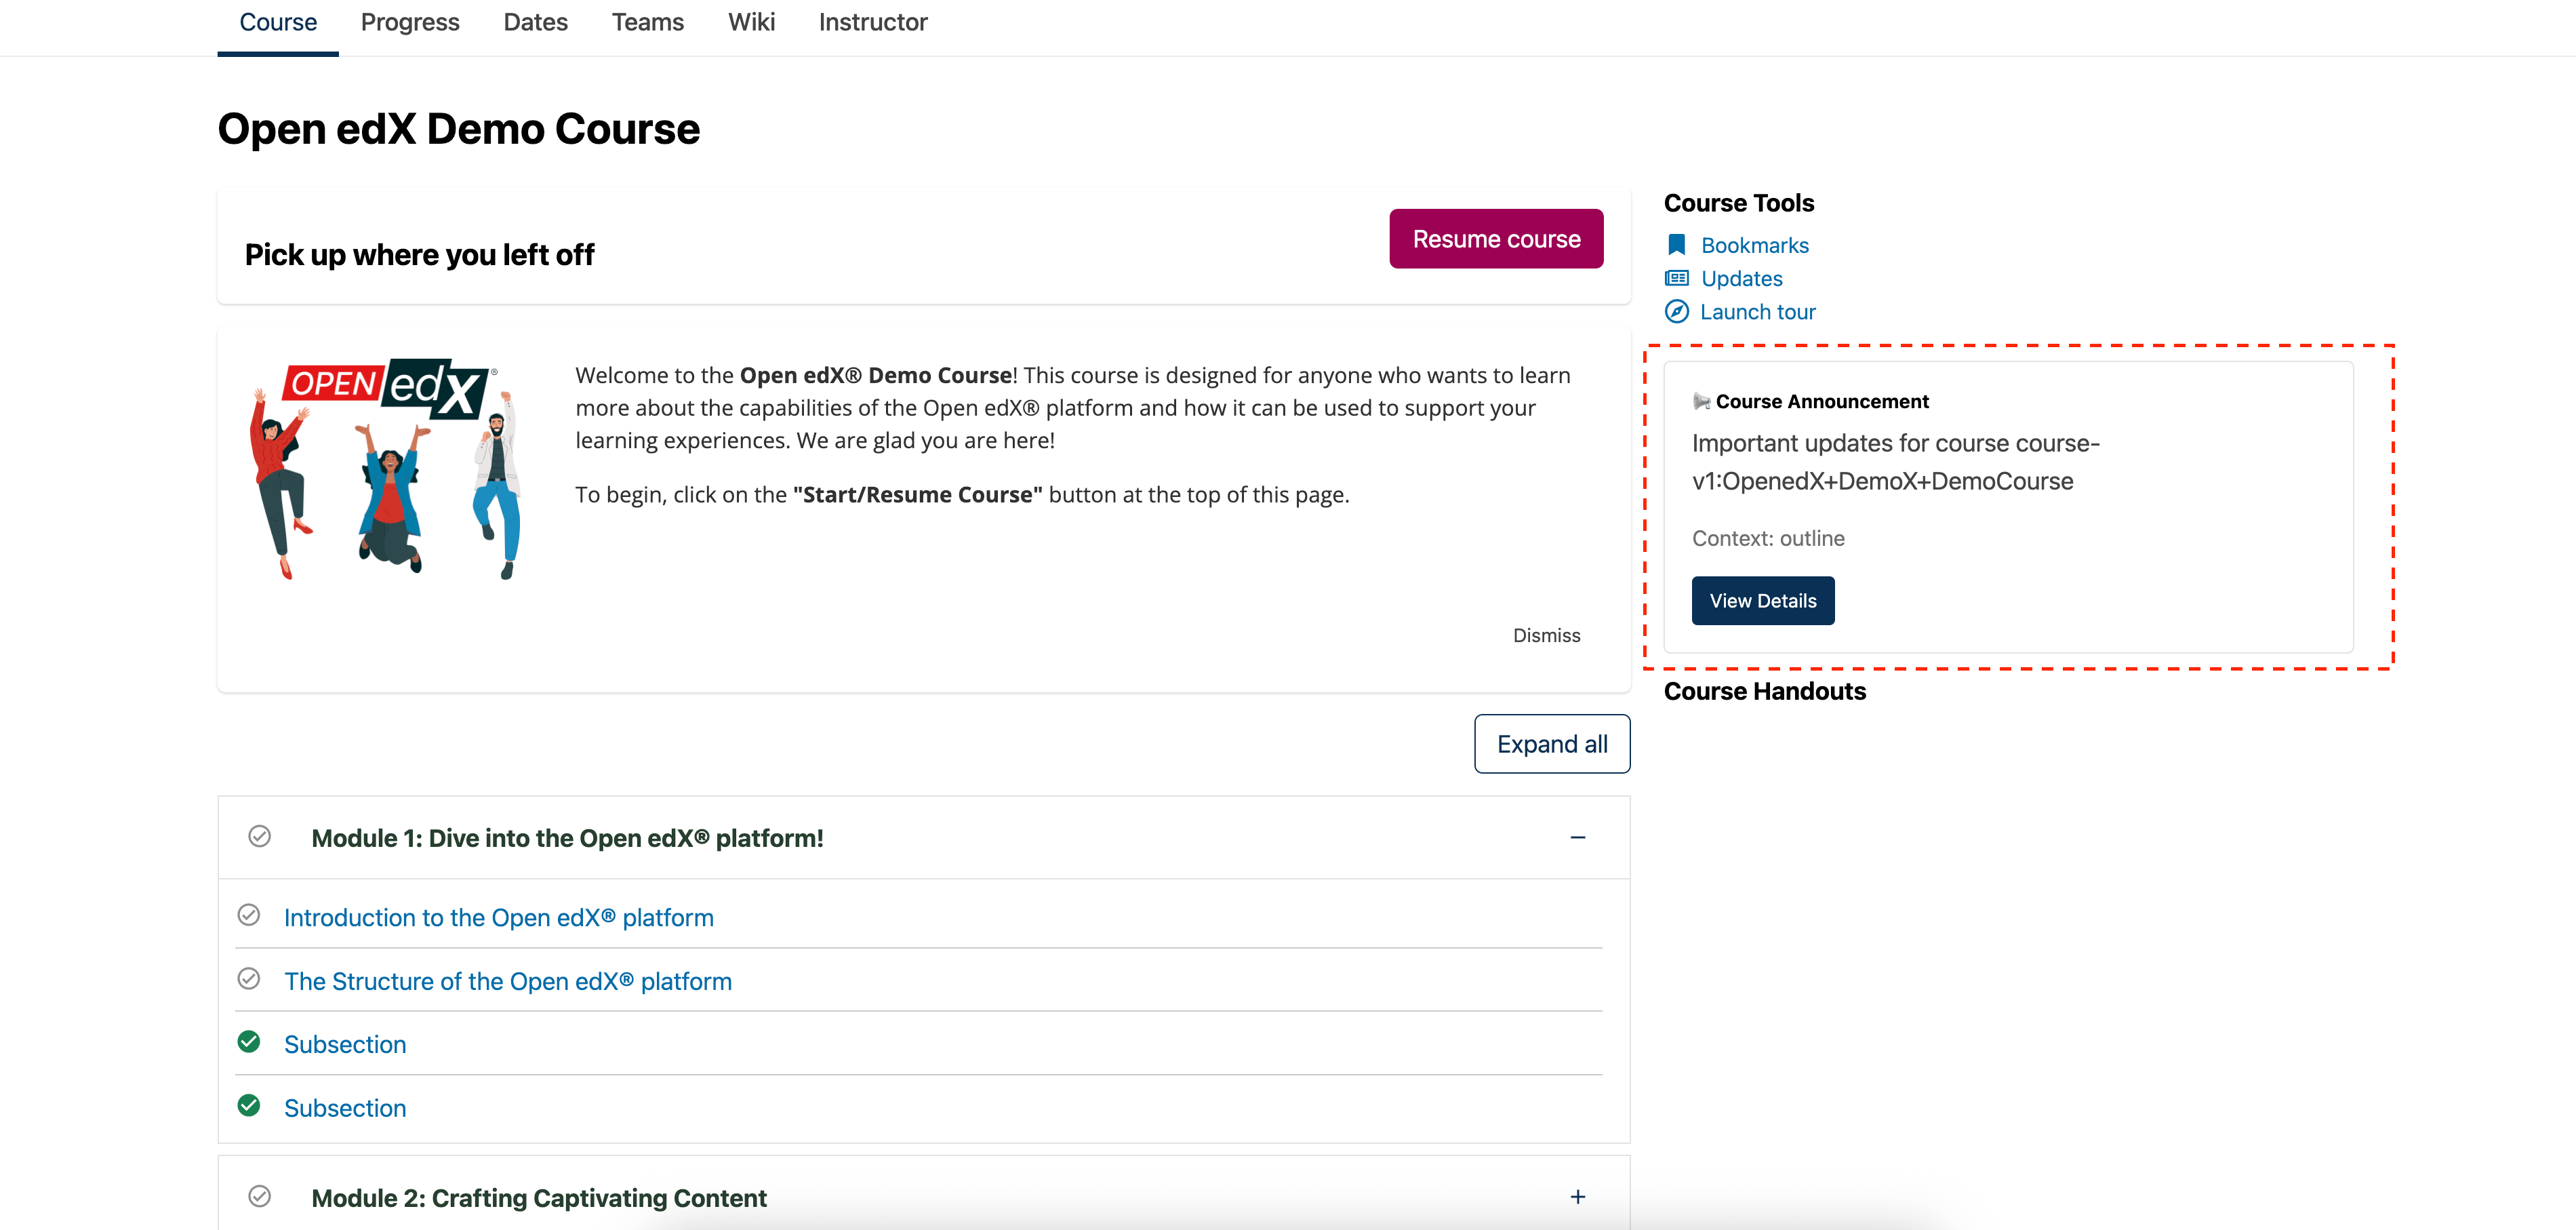 Course Progress Dates Teams Wiki Instructor
Open edX Demo Course
Pick up where you left off
Resume course
OPEN edX ®
Welcome to the Open edX® Demo Course! This course is designed for anyone who wants to learn
more about the capabilities of the Open edX® platform and how it can be used to support your
learning experiences. We are glad you are here!
To begin, click on the "Start/Resume Course" button at the top of this page.
Dismiss
Expand all
Module 1: Dive into the Open edX® platform!
Introduction to the Open edX® platform
The Structure of the Open edX® platform
Subsection
Subsection
Module 2: Crafting Captivating Content
Course Tools
Bookmarks
Updates
Launch tour
Course Announcement
Important updates for course course-
v1:OpenedX+DemoX+DemoCourse
Context: outline
View Details
Course Handouts